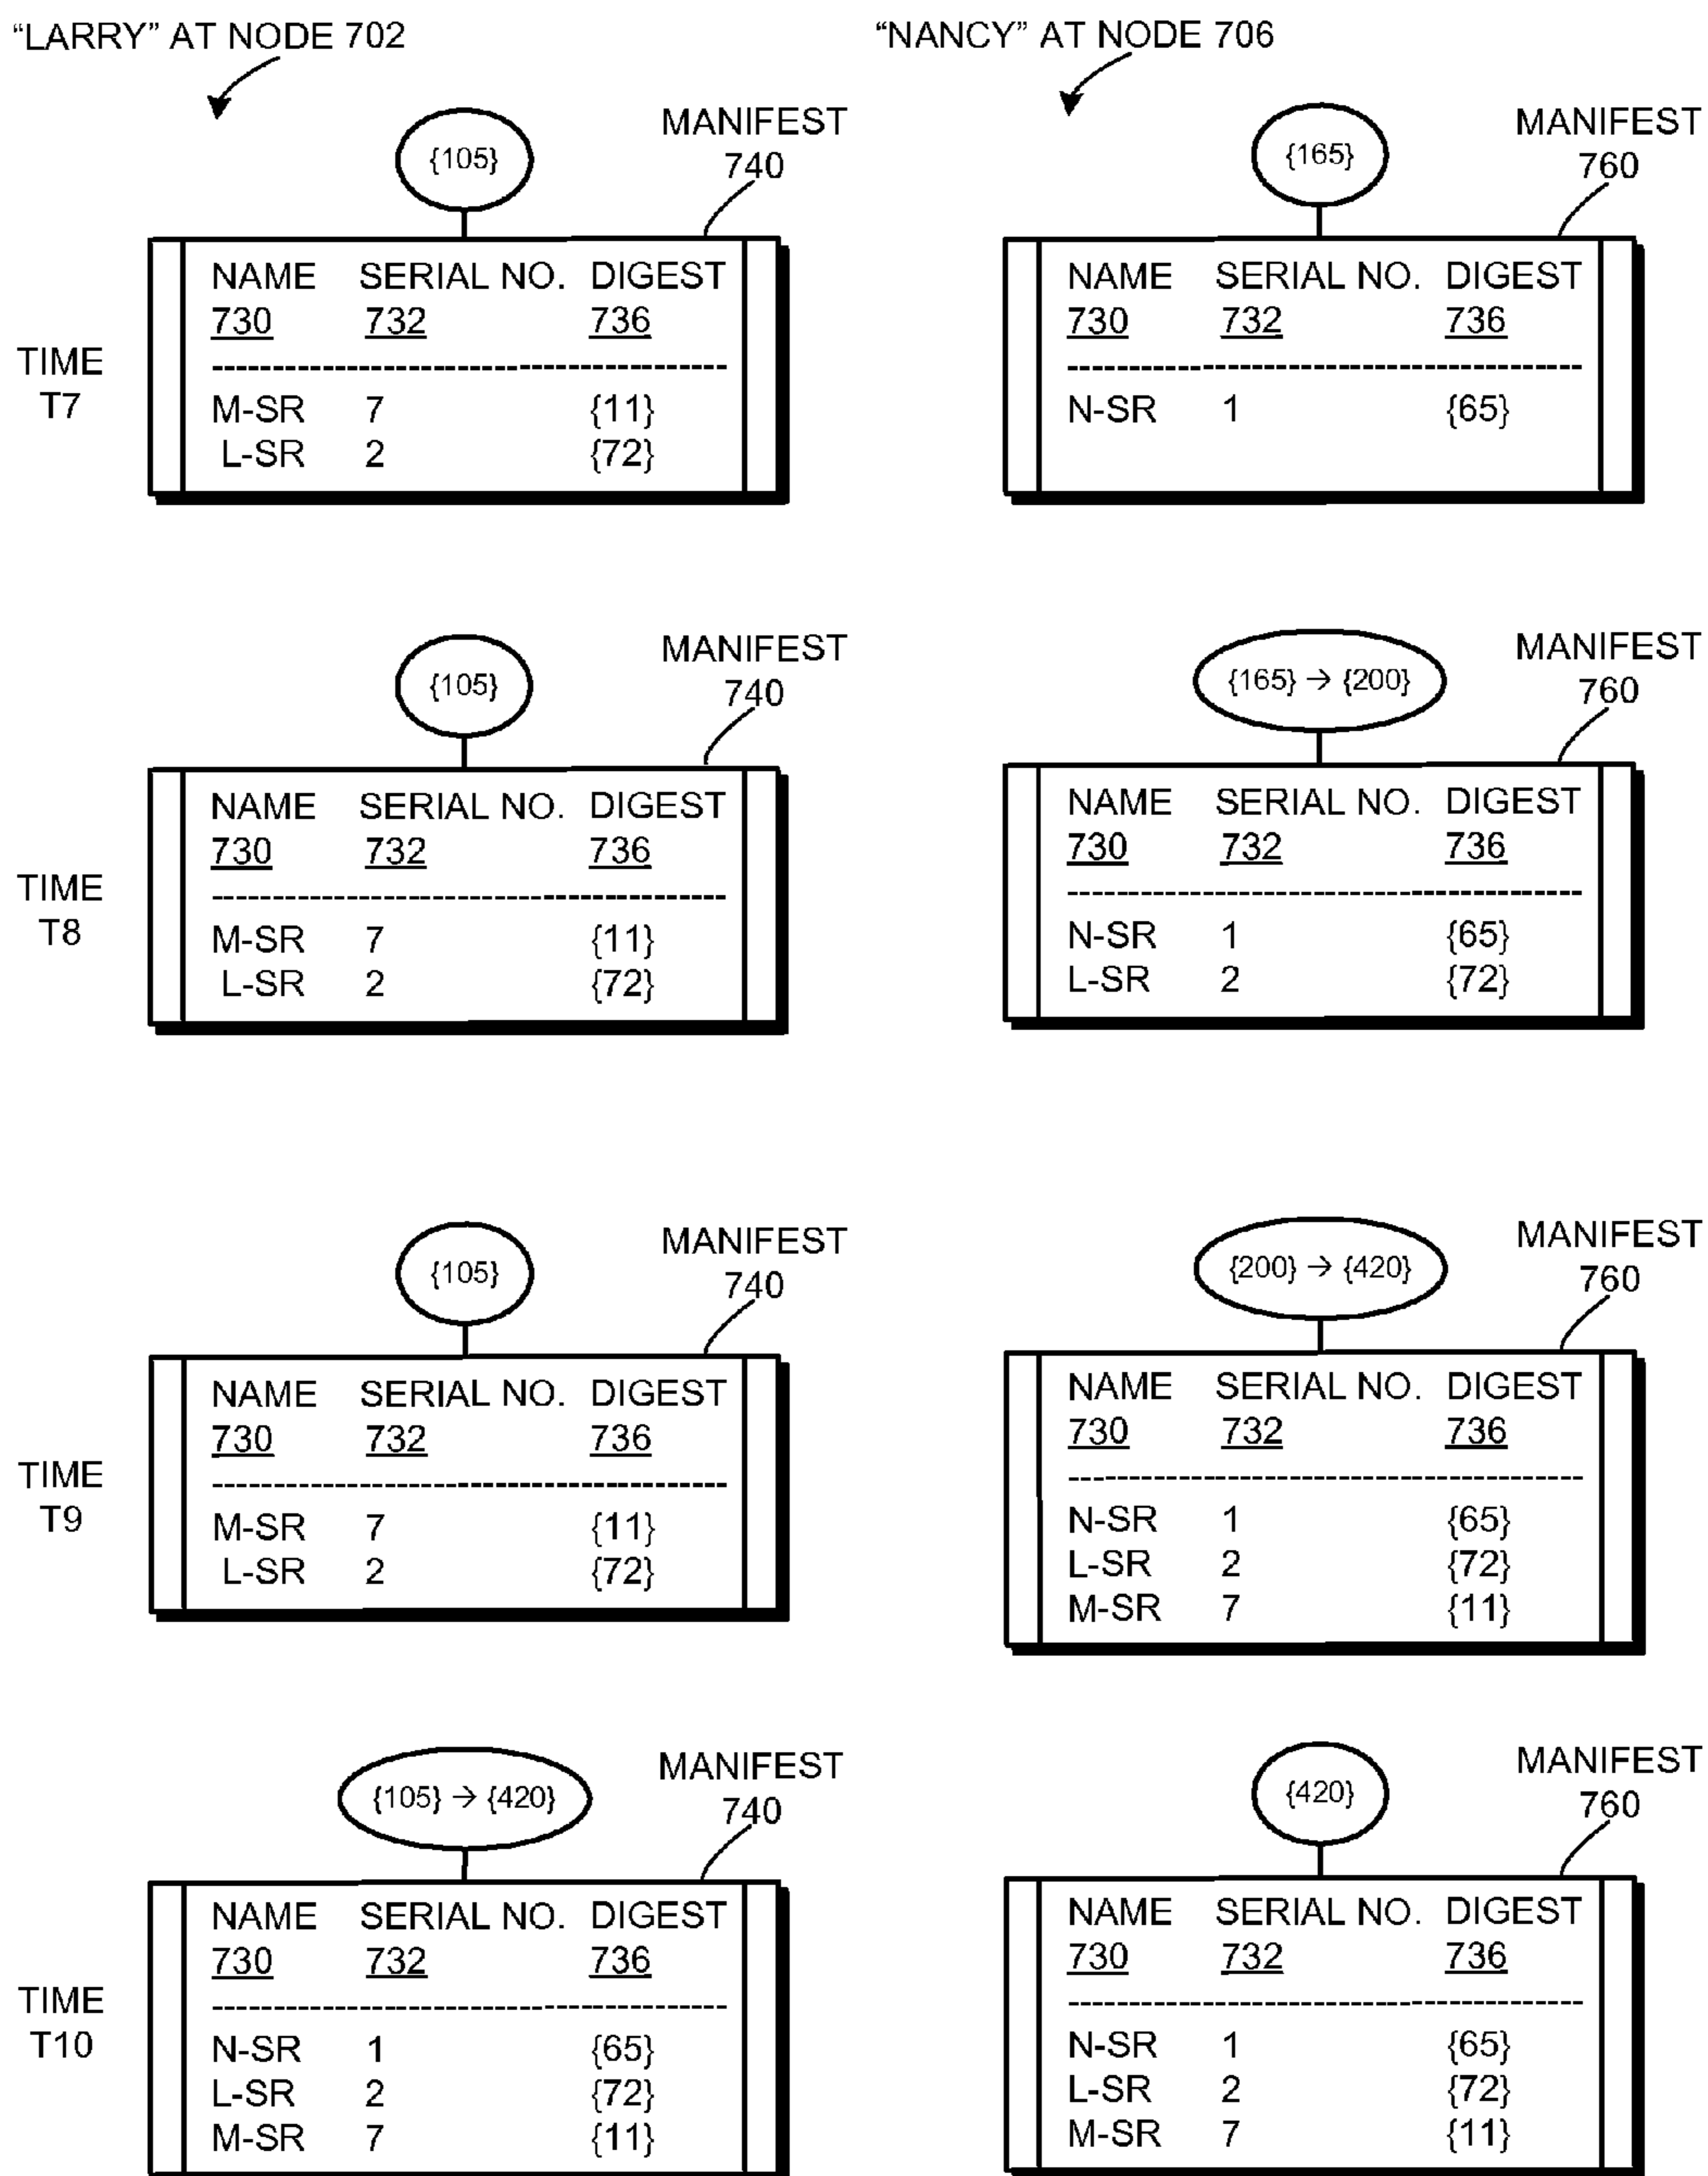 “LARRY” AT NODE 702
“NANCY” AT NODE 706
{105}
MANIFEST
740
{165}
MANIFEST
760
TIME
T7
NAME SERIAL NO. DIGEST
730 732 736
M-SR 7 {11}
L-SR 2 {72}
NAME SERIAL NO. DIGEST
730 732 736
N-SR 1 {65}
{105}
MANIFEST
740
{165} → {200}
MANIFEST
760
TIME
T8
NAME SERIAL NO. DIGEST
730 732 736
M-SR 7 {11}
L-SR 2 {72}
NAME SERIAL NO. DIGEST
730 732 736
N-SR 1 {65}
L-SR 2 {72}
{105}
MANIFEST
740
{200} → {420}
MANIFEST
760
TIME
T9
NAME SERIAL NO. DIGEST
730 732 736
M-SR 7 {11}
L-SR 2 {72}
NAME SERIAL NO. DIGEST
730 732 736
N-SR 1 {65}
L-SR 2 {72}
M-SR 7 {11}
{105} → {420}
MANIFEST
740
{420}
MANIFEST
760
TIME
T10
NAME SERIAL NO. DIGEST
730 732 736
N-SR 1 {65}
L-SR 2 {72}
M-SR 7 {11}
NAME SERIAL NO. DIGEST
730 732 736
N-SR 1 {65}
L-SR 2 {72}
M-SR 7 {11}